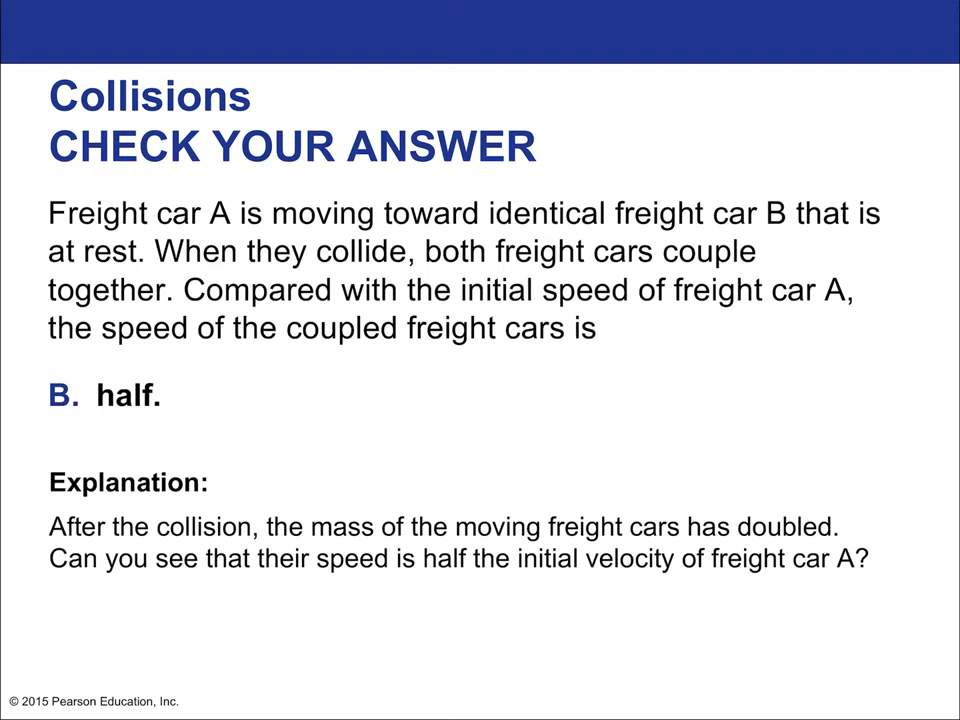 Collisions
CHECK YOUR ANSWER
Freight car A is moving toward identical freight car B that is
at rest. When they collide, both freight cars couple
together. Compared with the initial speed of freight car A,
the speed of the coupled freight cars is
B. half.
Explanation:
After the collision, the mass of the moving freight cars has doubled.
Can you see that their speed is half the initial velocity of freight car A?
© 2015 Pearson Education, Inc.